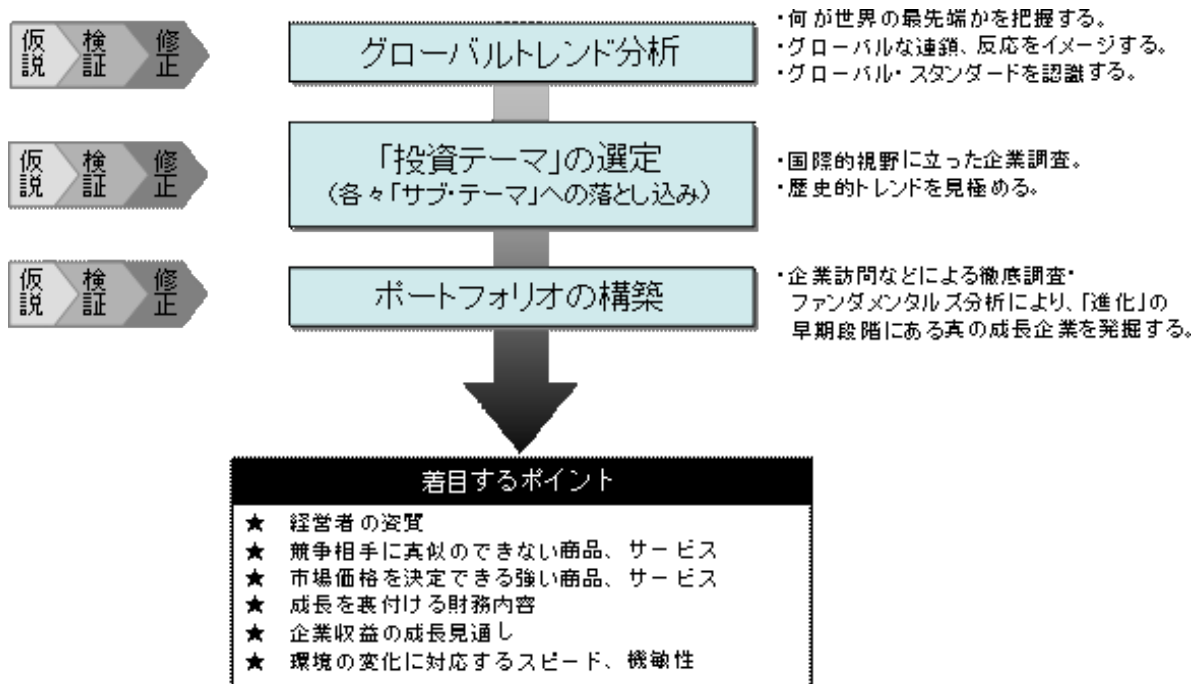 仮説 検証 修正
グローバルトレンド分析
・何が世界の最先端かを把握する。
・グローバルな連鎖、反応をイメージする。
・グローバル・スタンダードを認識する。
仮説 検証 修正
「投資テーマ」の選定
(各々「サブ・テーマ」への落とし込み)
・国際的視野に立った企業調査。
・歴史的トレンドを見極める。
仮説 検証 修正
ポートフォリオの構築
・企業訪問などによる徹底調査・
ファンダメンタルズ分析により、「進化」の
早期段階にある真の成長企業を発掘する。
着目するポイント
★ 経営者の資質
★ 競争相手に真似のできない商品、サービス
★ 市場価格を決定できる強い商品、サービス
★ 成長を裏付ける財務内容
★ 企業収益の成長見通し
★ 環境の変化に対応するスピード、機敏性